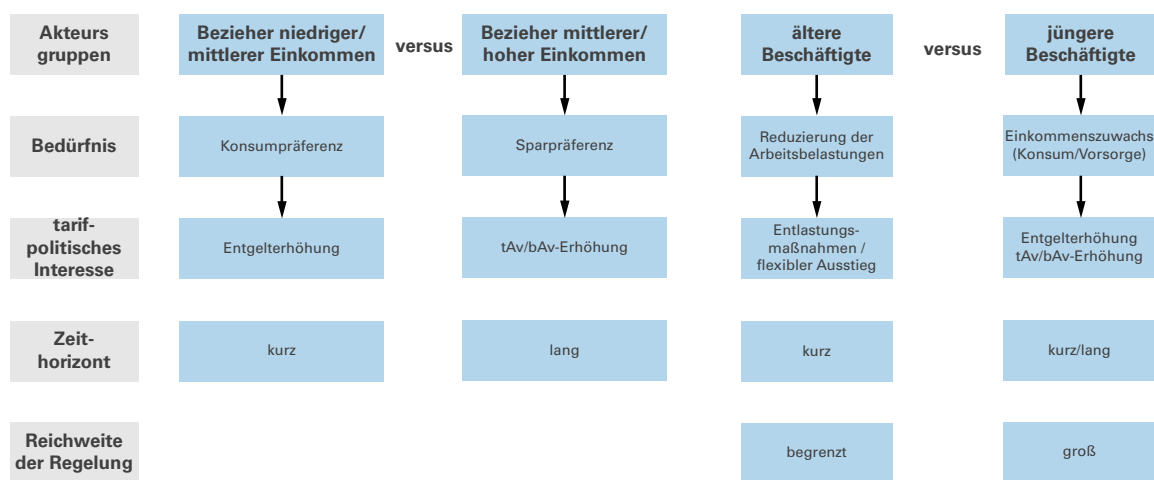 Akteurs
gruppen
Bezieher niedriger/
mittlerer Einkommen
versus
Bezieher mittlerer/
hoher Einkommen
ältere
Beschäftigte
versus
jüngere
Beschäftigte
Bedürfnis
Konsumpräferenz
Sparpräferenz
Reduzierung der
Arbeitsbelastungen
Einkommenszuwachs
(Konsum/Vorsorge)
tarif-
politisches
Interesse
Entgelterhöhung
tAv/bAv-Erhöhung
Entlastungs-
maßnahmen /
flexibler Ausstieg
Entgelterhöhung
tAv/bAv-Erhöhung
Zeit-
horizont
kurz
lang
kurz
kurz/lang
Reichweite
der Regelung
begrenzt
groß